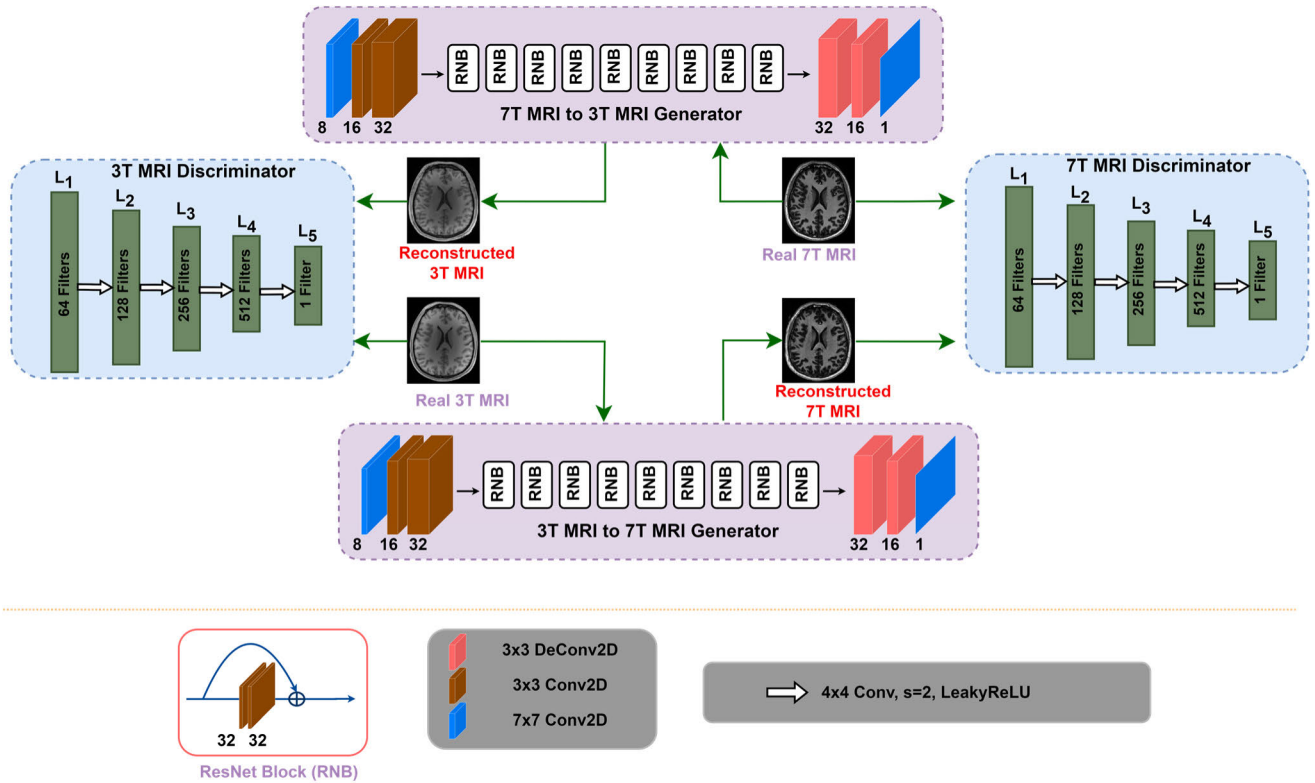 RNB RNB RNB RNB RNB RNB RNB RNB RNB
8 16 32
32 16 1
7T MRI to 3T MRI Generator
3T MRI Discriminator
L1 L2 L3 L4 L5
64 Filters
128 Filters
256 Filters
512 Filters
1 Filter
Reconstructed
3T MRI
Real 7T MRI
7T MRI Discriminator
L1 L2 L3 L4 L5
64 Filters
128 Filters
256 Filters
512 Filters
1 Filter
Real 3T MRI
Reconstructed
7T MRI
RNB RNB RNB RNB RNB RNB RNB RNB RNB
3T MRI to 7T MRI Generator
8 16 32
32 16 1
32 32
ResNet Block (RNB)
3x3 DeConv2D
3x3 Conv2D
7x7 Conv2D
4x4 Conv, s=2, LeakyReLU